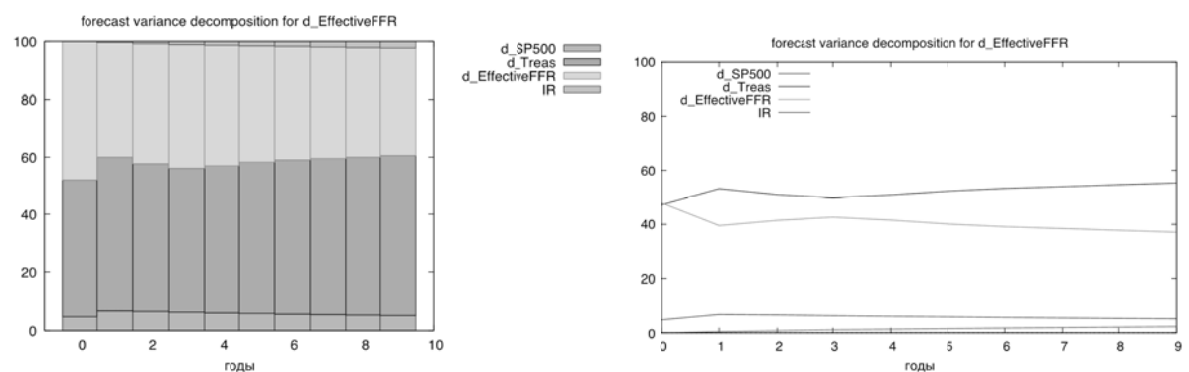 forecast variance decomposition for d_EffectiveFFR
100
80
60
40
20
0
0 2 4 6 8 10
годы
d_SP500
d_Treas
d_EffectiveFFR
IR
forecast variance decomposition for d_EffectiveFFR
100
80
60
40
20
0
d_SP500
d_Treas
d_EffectiveFFR
IR
0 1 2 3 4 5 6 7 8 9
годы